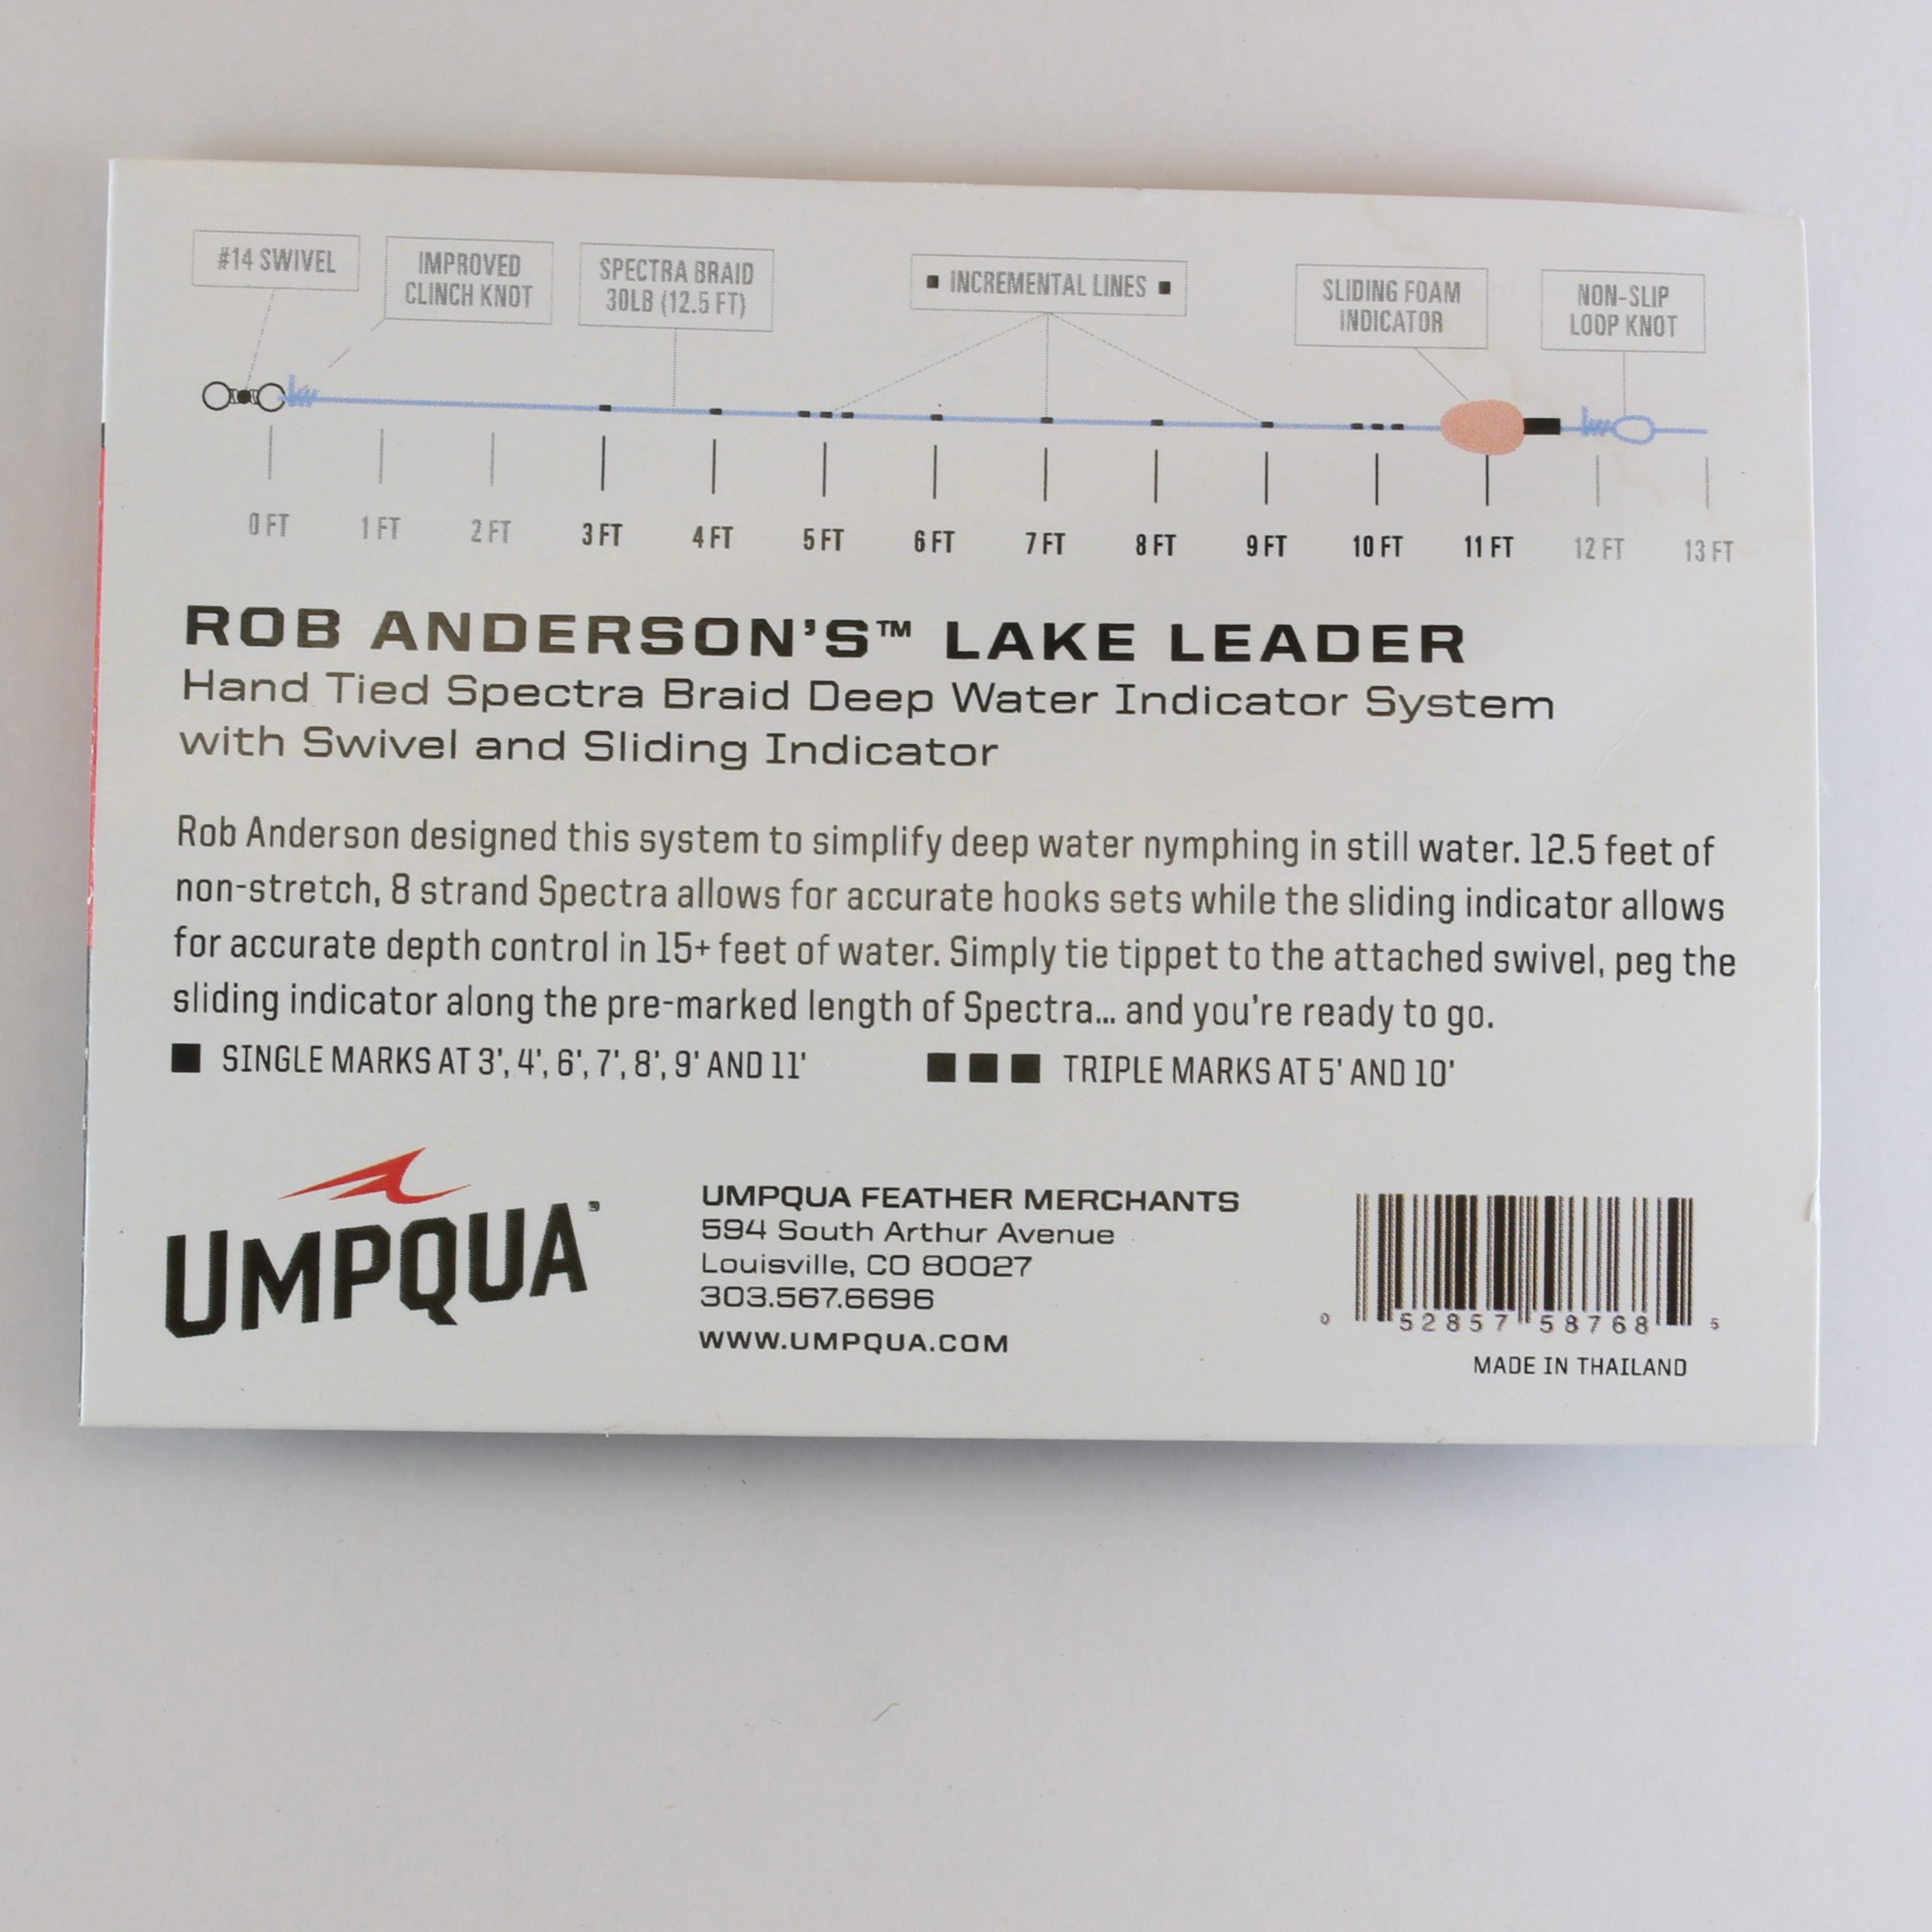 #14 SWIVEL
IMPROVED
CLINCH KNOT
SPECTRA BRAID
30LB (12.5 FT)
■ INCREMENTAL LINES ■
SLIDING FOAM
INDICATOR
NON-SLIP
LOOP KNOT
0 FT 1 FT 2 FT 3 FT 4 FT 5 FT 6 FT 7 FT 8 FT 9 FT 10 FT 11 FT 12 FT 13 FT
ROB ANDERSON'S™ LAKE LEADER
Hand Tied Spectra Braid Deep Water Indicator System
with Swivel and Sliding Indicator
Rob Anderson designed this system to simplify deep water nymphing in still water. 12.5 feet of
non-stretch, 8 strand Spectra allows for accurate hooks sets while the sliding indicator allows
for accurate depth control in 15+ feet of water. Simply tie tippet to the attached swivel, peg the
sliding indicator along the pre-marked length of Spectra... and you're ready to go.
■ SINGLE MARKS AT 3', 4', 6', 7', 8', 9' AND 11'
■ ■ ■ TRIPLE MARKS AT 5' AND 10'
UMPQUA
UMPQUA FEATHER MERCHANTS
594 South Arthur Avenue
Louisville, CO 80027
303.567.6696
WWW.UMPQUA.COM
0 52857 58768 5
MADE IN THAILAND